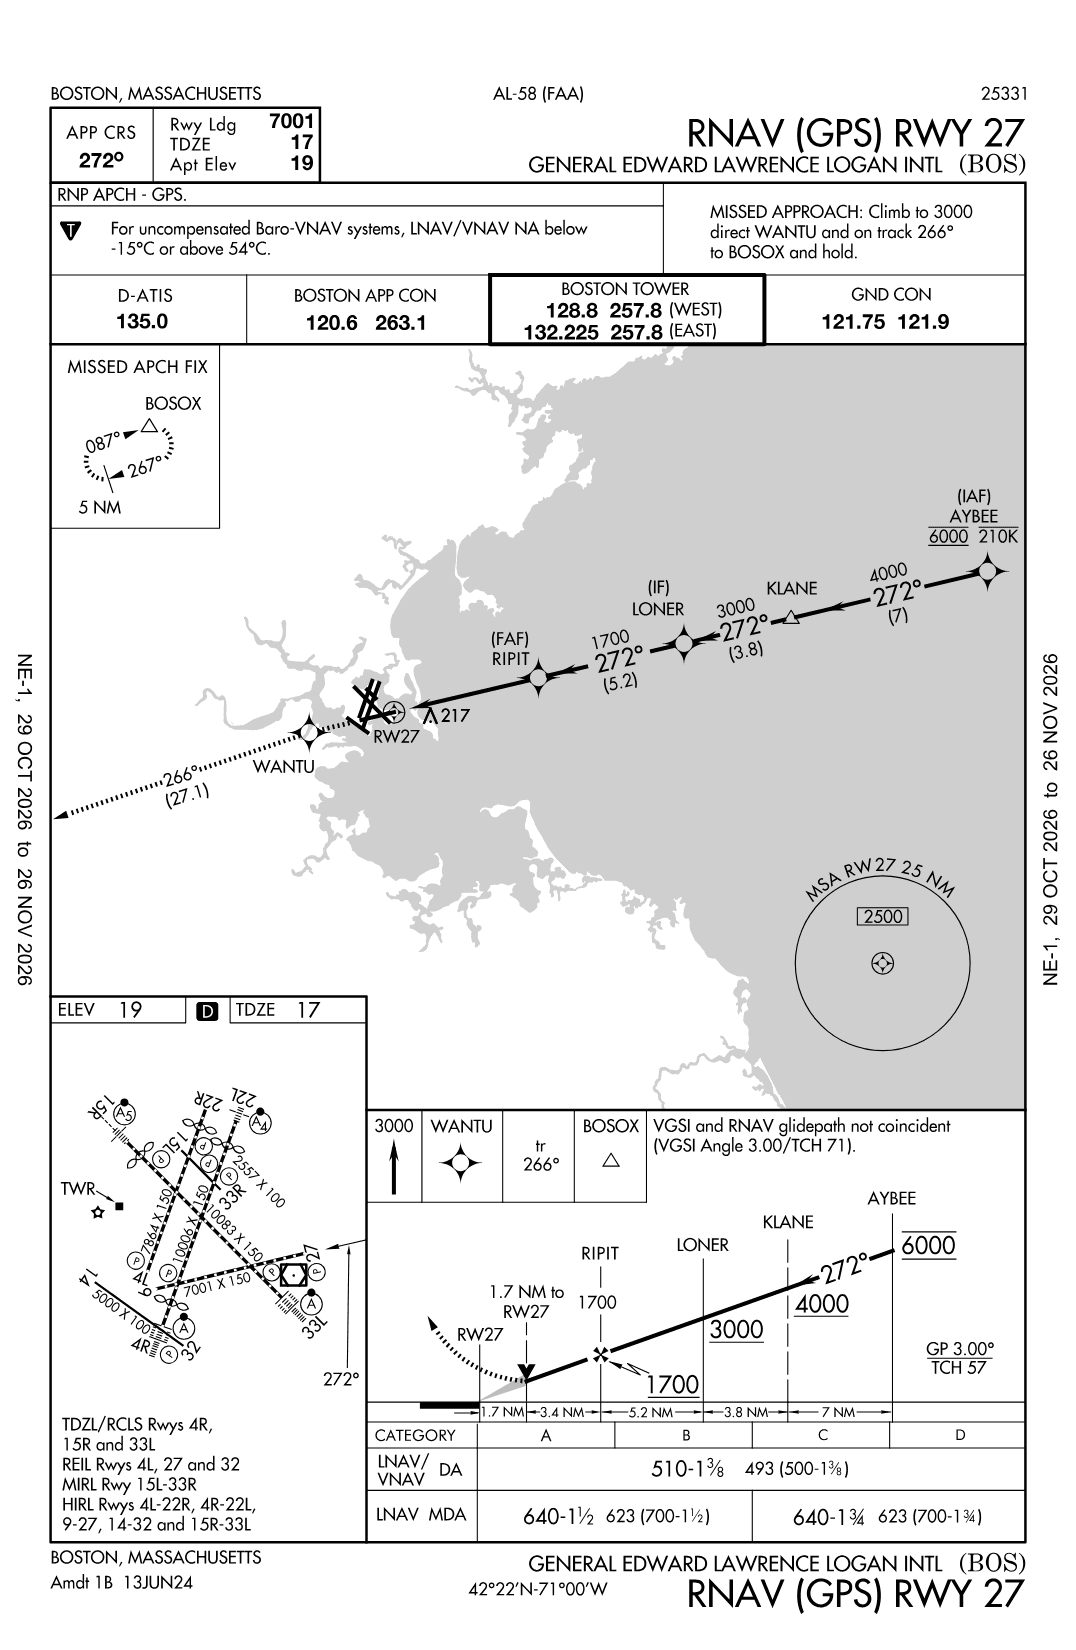 BOSTON, MASSACHUSETTS
AL-58 (FAA)
25331
APP CRS
272°
Rwy Ldg 7001
TDZE 17
Apt Elev 19
RNAV (GPS) RWY 27
GENERAL EDWARD LAWRENCE LOGAN INTL (BOS)
RNP APCH - GPS.
T
For uncompensated Baro-VNAV systems, LNAV/VNAV NA below
-15°C or above 54°C.
MISSED APPROACH: Climb to 3000
direct WANTU and on track 266°
to BOSOX and hold.
D-ATIS
135.0
BOSTON APP CON
120.6 263.1
BOSTON TOWER
128.8 257.8 (WEST)
132.225 257.8 (EAST)
GND CON
121.75 121.9
MISSED APCH FIX
BOSOX
087°
267°
5 NM
(IAF)
AYBEE
6000 210K
4000
272°
(7)
KLANE
3000
272°
(3.8)
(IF)
LONER
1700
272°
(5.2)
(FAF)
RIPIT
217
RW27
WANTU
266°
(27.1)
MSA RW27 25 NM
2500
NE-1, 29 OCT 2026 to 26 NOV 2026
NE-1, 29 OCT 2026 to 26 NOV 2026
ELEV 19
D
TDZE 17
15R
A5
22R
22L
A4
15L
P
P
P
P
2557 X 100
33R
TWR
7864 X 150
10006 X 150
10083 X 150
P
4L
P
9
7001 X 150
27
P
P
14
5000 X 100
A
A
33L
4R
P
32
272°
TDZL/RCLS Rwys 4R,
15R and 33L
REIL Rwys 4L, 27 and 32
MIRL Rwy 15L-33R
HIRL Rwys 4L-22R, 4R-22L,
9-27, 14-32 and 15R-33L
3000
WANTU
tr
266°
BOSOX
VGSI and RNAV glidepath not coincident
(VGSI Angle 3.00/TCH 71).
AYBEE
6000
KLANE
272°
4000
LONER
3000
RIPIT
1700
1700
1.7 NM to
RW27
RW27
GP 3.00°
TCH 57
1.7 NM
3.4 NM
5.2 NM
3.8 NM
7 NM
CATEGORY A B C D
LNAV/
VNAV DA 510-1⅜ 493 (500-1⅜)
LNAV MDA 640-1½ 623 (700-1½) 640-1¾ 623 (700-1¾)
BOSTON, MASSACHUSETTS
Amdt 1B 13JUN24
42°22'N-71°00'W
GENERAL EDWARD LAWRENCE LOGAN INTL (BOS)
RNAV (GPS) RWY 27